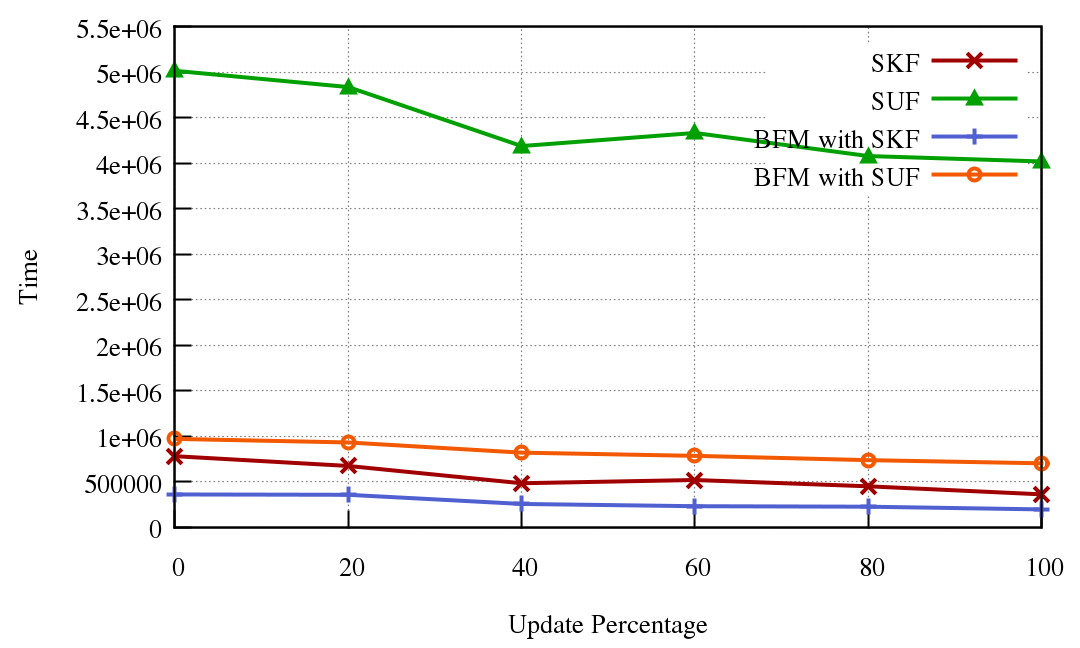 5.5e+06
5e+06
4.5e+06
4e+06
3.5e+06
3e+06
2.5e+06
2e+06
1.5e+06
1e+06
500000
0
Time
SKF
SUF
BFM with SKF
BFM with SUF
0 20 40 60 80 100
Update Percentage